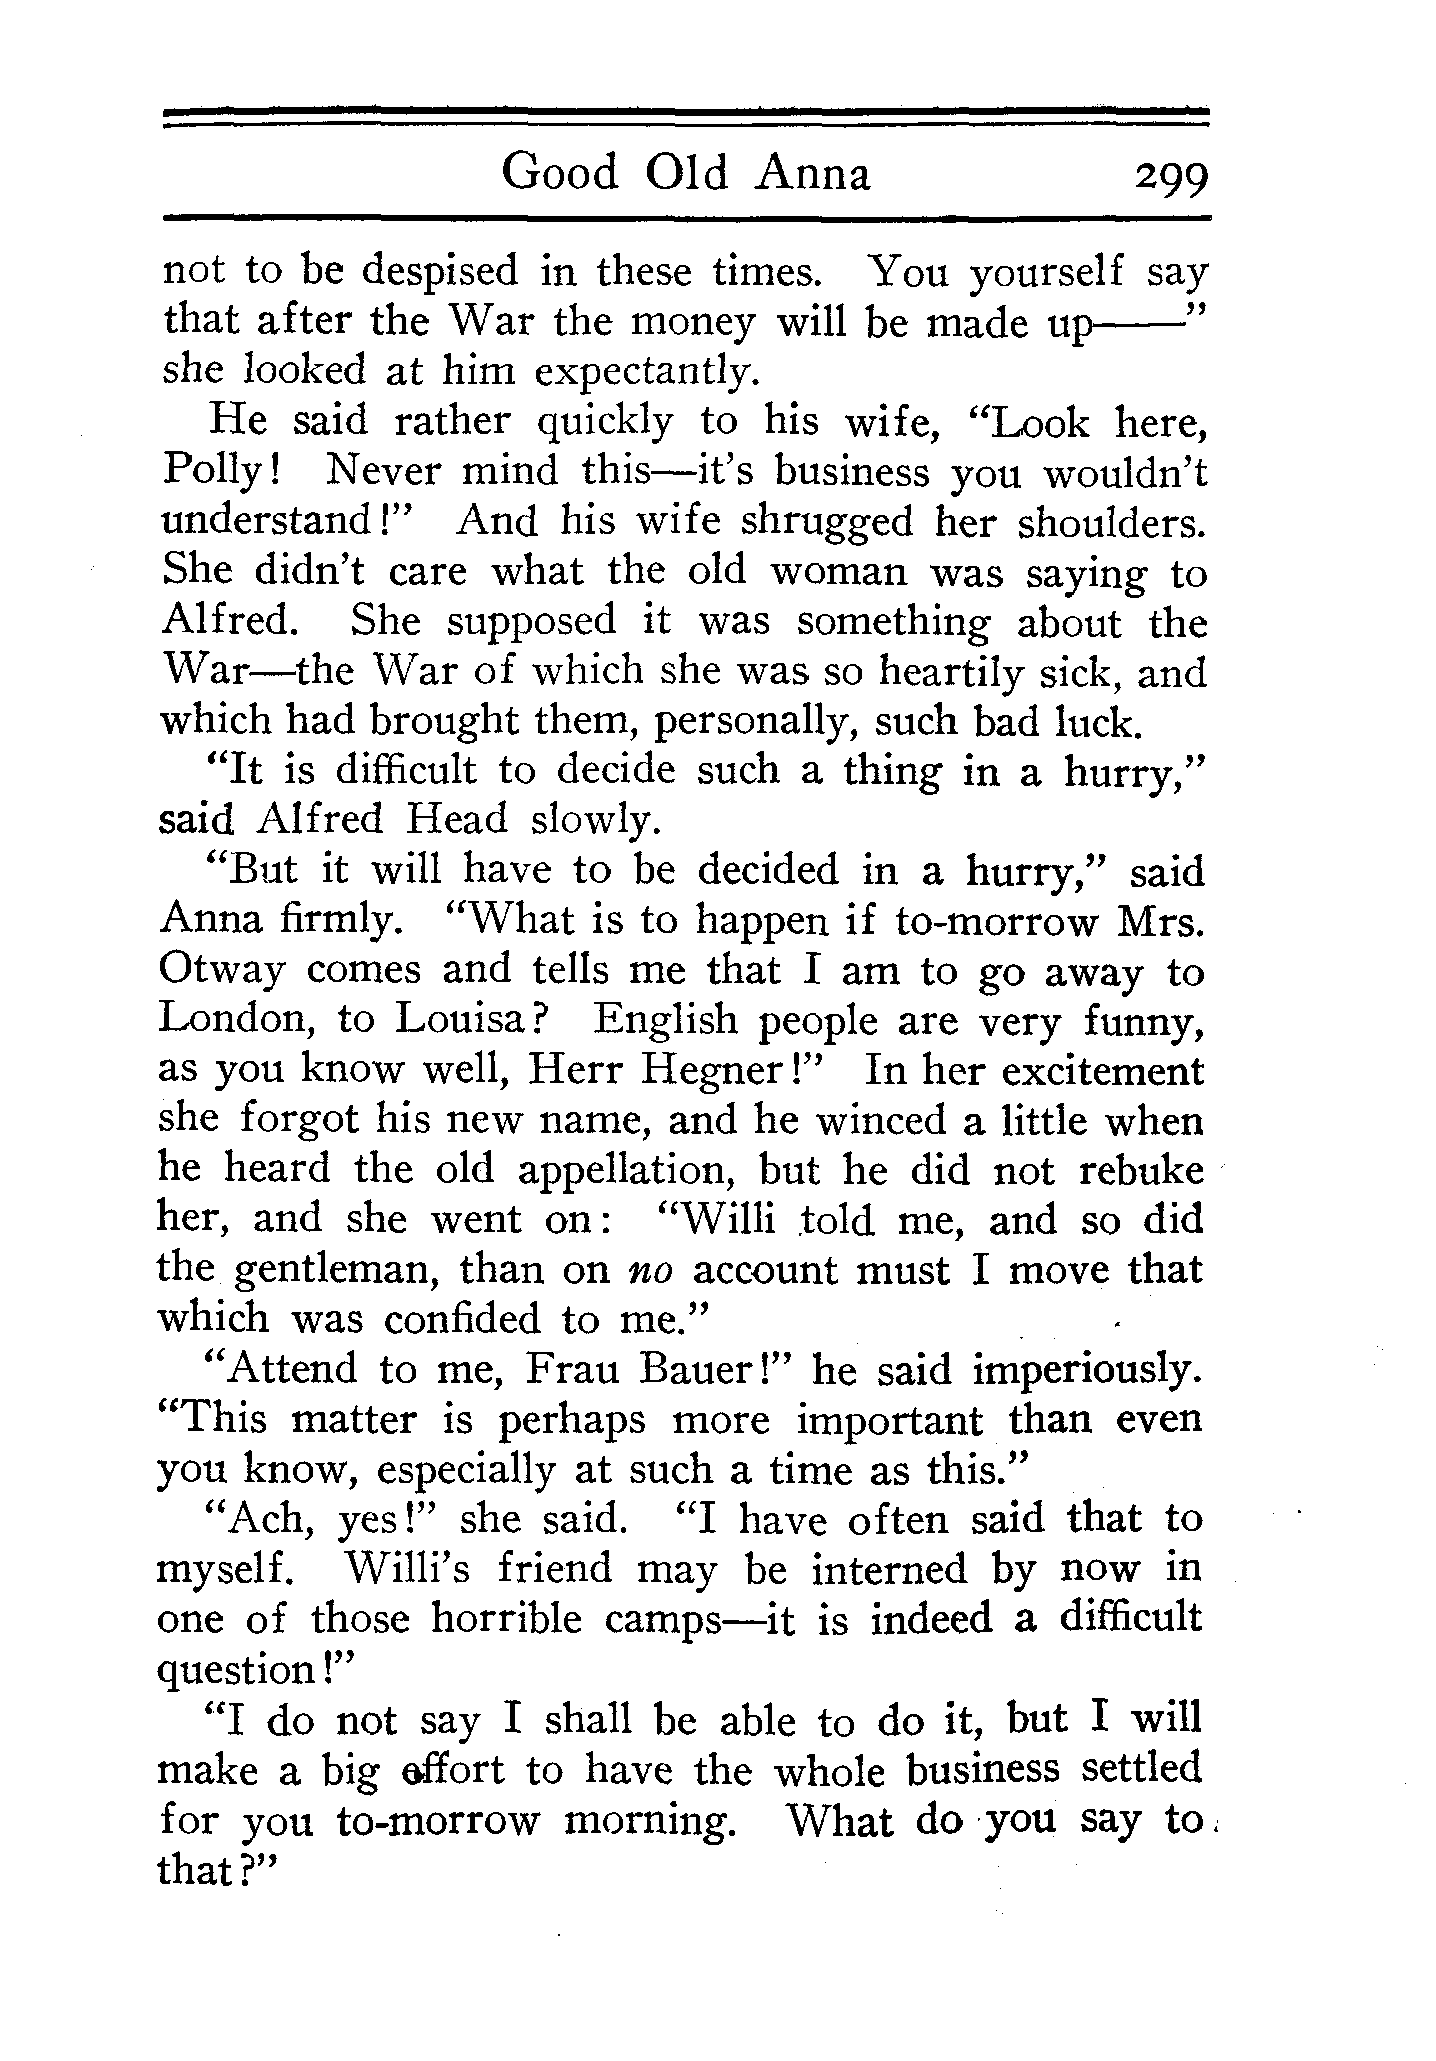 Good Old Anna 299
not to be despised in these times. You yourself say
that after the War the money will be made up——"
she looked at him expectantly.
He said rather quickly to his wife, "Look here,
Polly! Never mind this—it's business you wouldn't
understand!" And his wife shrugged her shoulders.
She didn't care what the old woman was saying to
Alfred. She supposed it was something about the
War—the War of which she was so heartily sick, and
which had brought them, personally, such bad luck.
"It is difficult to decide such a thing in a hurry,"
said Alfred Head slowly.
"But it will have to be decided in a hurry," said
Anna firmly. "What is to happen if to-morrow Mrs.
Otway comes and tells me that I am to go away to
London, to Louisa? English people are very funny,
as you know well, Herr Hegner!" In her excitement
she forgot his new name, and he winced a little when
he heard the old appellation, but he did not rebuke
her, and she went on: "Willi told me, and so did
the gentleman, than on no account must I move that
which was confided to me."
"Attend to me, Frau Bauer!" he said imperiously.
"This matter is perhaps more important than even
you know, especially at such a time as this."
"Ach, yes!" she said. "I have often said that to
myself. Willi's friend may be interned by now in
one of those horrible camps—it is indeed a difficult
question!"
"I do not say I shall be able to do it, but I will
make a big effort to have the whole business settled
for you to-morrow morning. What do you say to
that?"